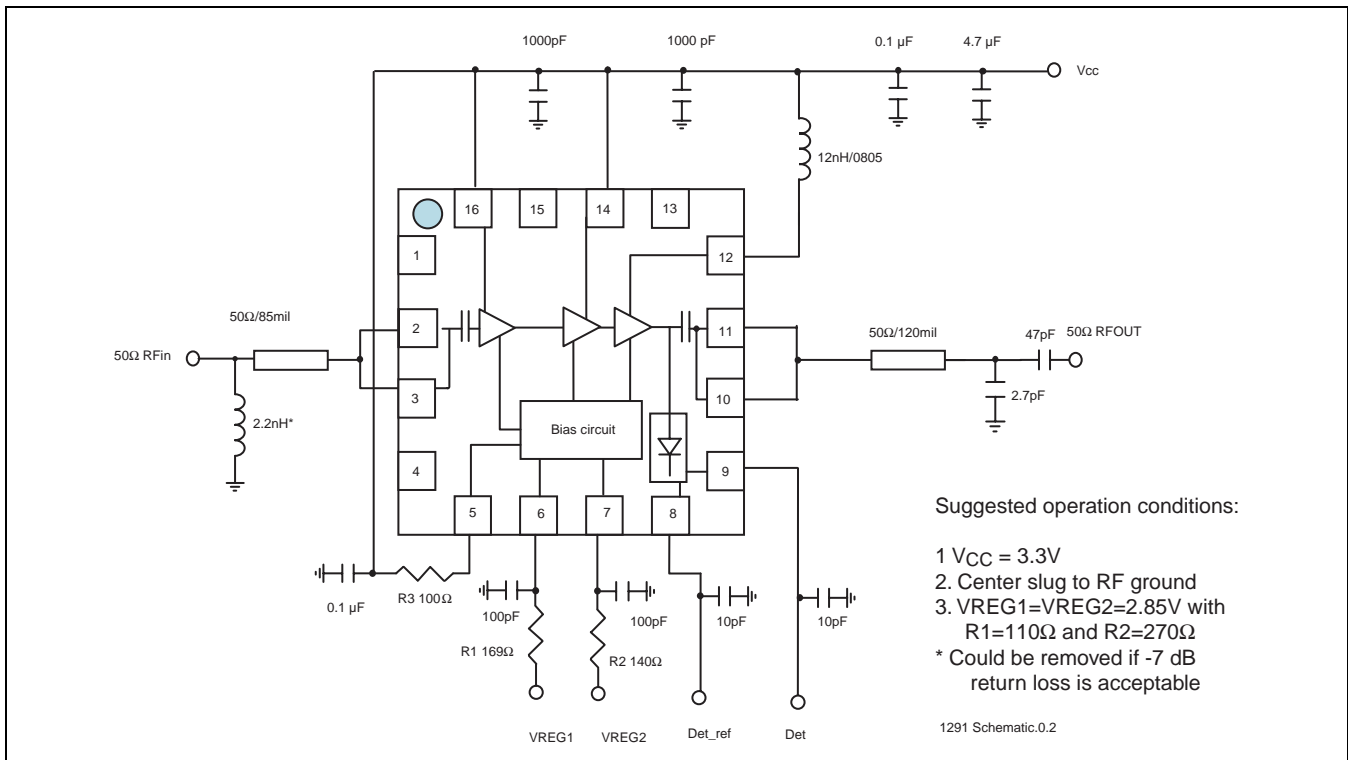 1000pF
1000 pF
0.1 µF
4.7 µF
Vcc
12nH/0805
16
15
14
13
1
12
50Ω/85mil
2
11
50Ω/120mil
47pF
50Ω RFOUT
50Ω RFin
3
10
2.7pF
2.2nH*
Bias circuit
4
9
5
6
7
8
Suggested operation conditions:
1 VCC = 3.3V
2. Center slug to RF ground
3. VREG1=VREG2=2.85V with
R1=110Ω and R2=270Ω
* Could be removed if -7 dB
return loss is acceptable
0.1 µF
R3 100Ω
100pF
100pF
10pF
10pF
R1 169Ω
R2 140Ω
VREG1
VREG2
Det_ref
Det
1291 Schematic.0.2